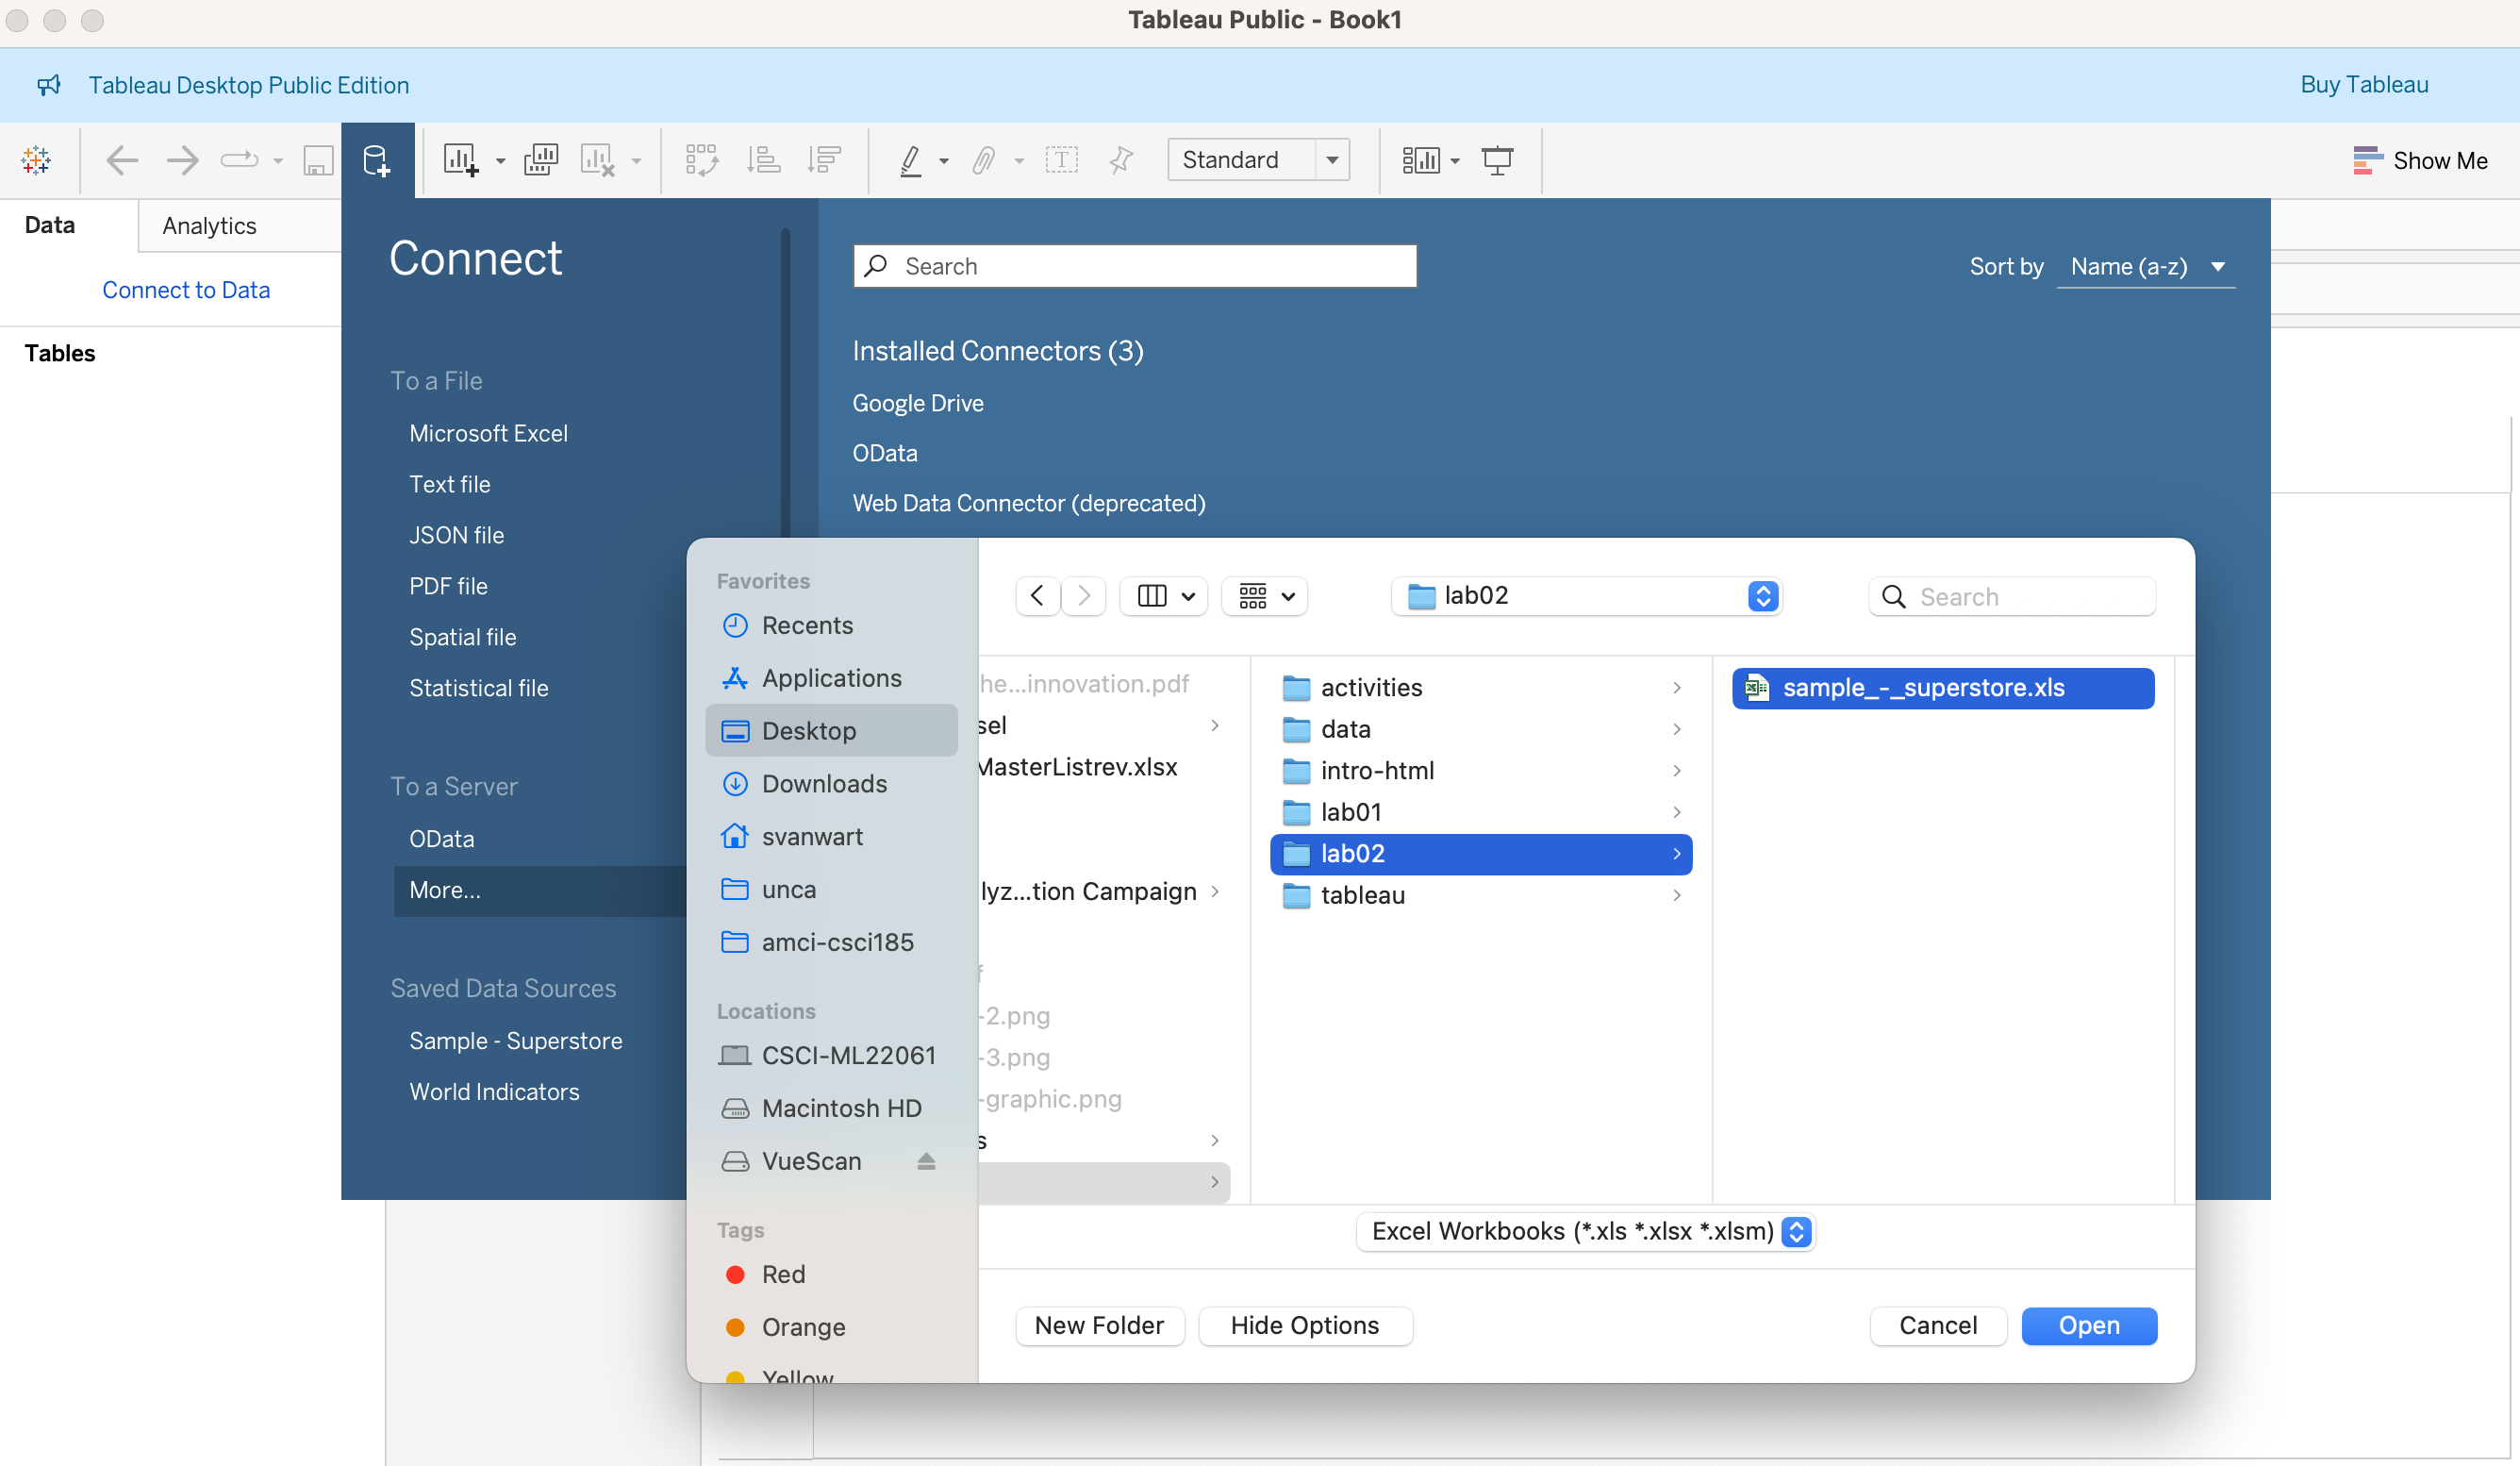 Tableau Public - Book1
Tableau Desktop Public Edition
Buy Tableau
Standard
Show Me
Data
Analytics
Connect to Data
Tables
Connect
To a File
Microsoft Excel
Text file
JSON file
PDF file
Spatial file
Statistical file
To a Server
OData
More...
Saved Data Sources
Sample - Superstore
World Indicators
Search
Sort by Name (a-z)
Installed Connectors (3)
Google Drive
OData
Web Data Connector (deprecated)
Favorites
Recents
Applications
Desktop
Downloads
svanwart
unca
amci-csci185
Locations
CSCI-ML22061
Macintosh HD
VueScan
Tags
Red
Orange
Yellow
lab02
Search
he...innovation.pdf
sel
MasterListrev.xlsx
lyz...tion Campaign
-2.png
-3.png
-graphic.png
s
activities
data
intro-html
lab01
lab02
tableau
sample_-_superstore.xls
Excel Workbooks (*.xls *.xlsx *.xlsm)
New Folder
Hide Options
Cancel
Open